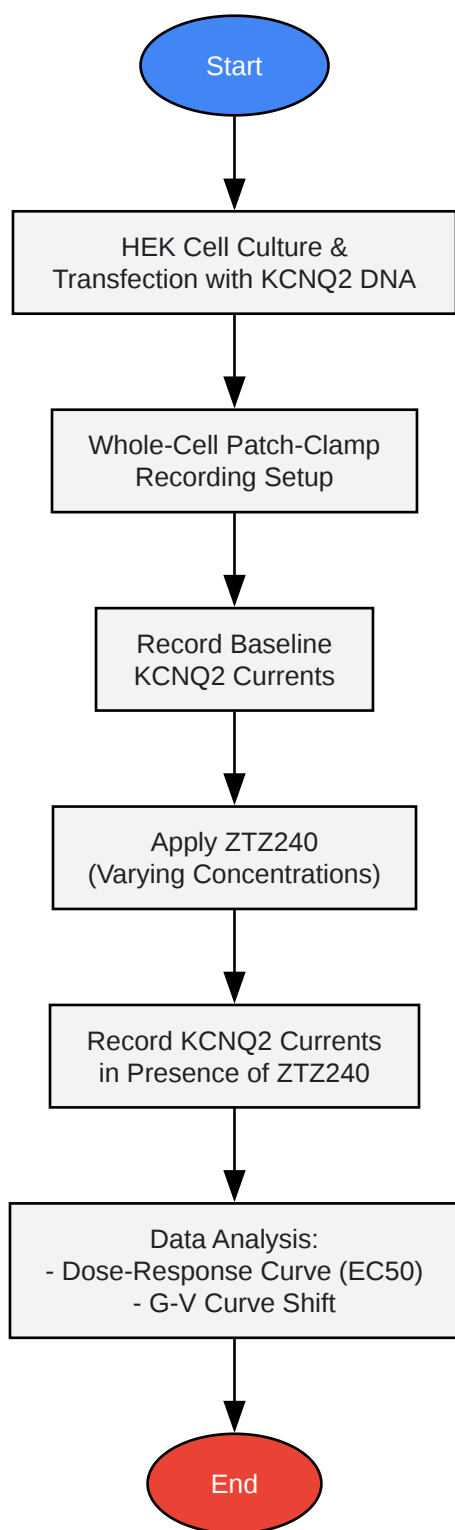 Start
HEK Cell Culture &
Transfection with KCNQ2 DNA
Whole-Cell Patch-Clamp
Recording Setup
Record Baseline
KCNQ2 Currents
Apply ZTZ240
(Varying Concentrations)
Record KCNQ2 Currents
in Presence of ZTZ240
Data Analysis:
- Dose-Response Curve (EC50)
- G-V Curve Shift
End